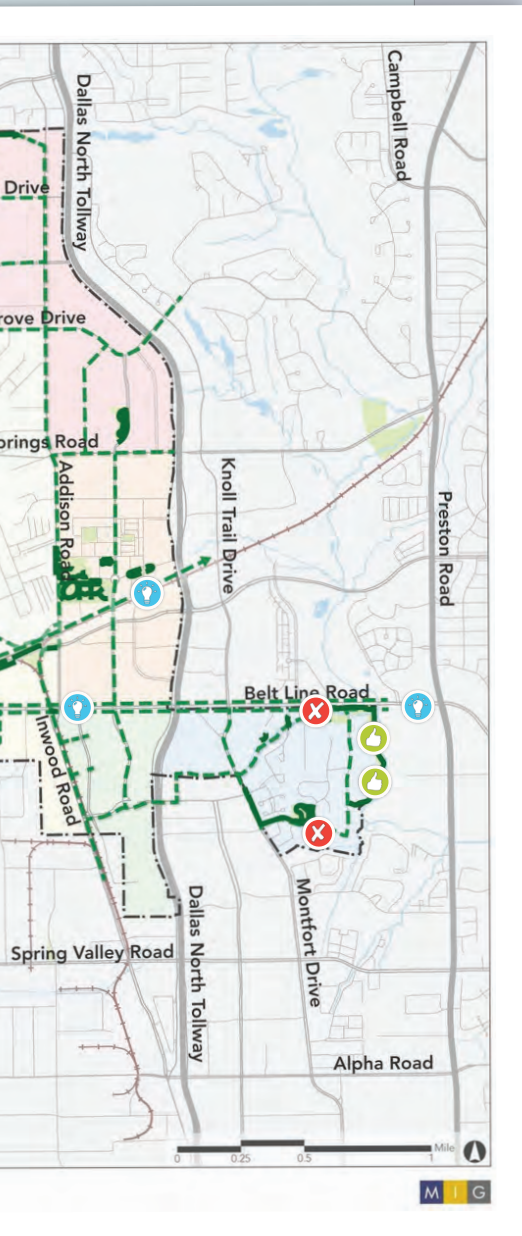 Dallas North Tollway
Campbell Road
Drive
rove Drive
prings Road
Addison Road
Knoll Trail Drive
Preston Road
Belt Line Road
Inwood Road
Montfort Drive
Dallas North Tollway
Spring Valley Road
Alpha Road
Mile
0 0.25 0.5 1
M I G